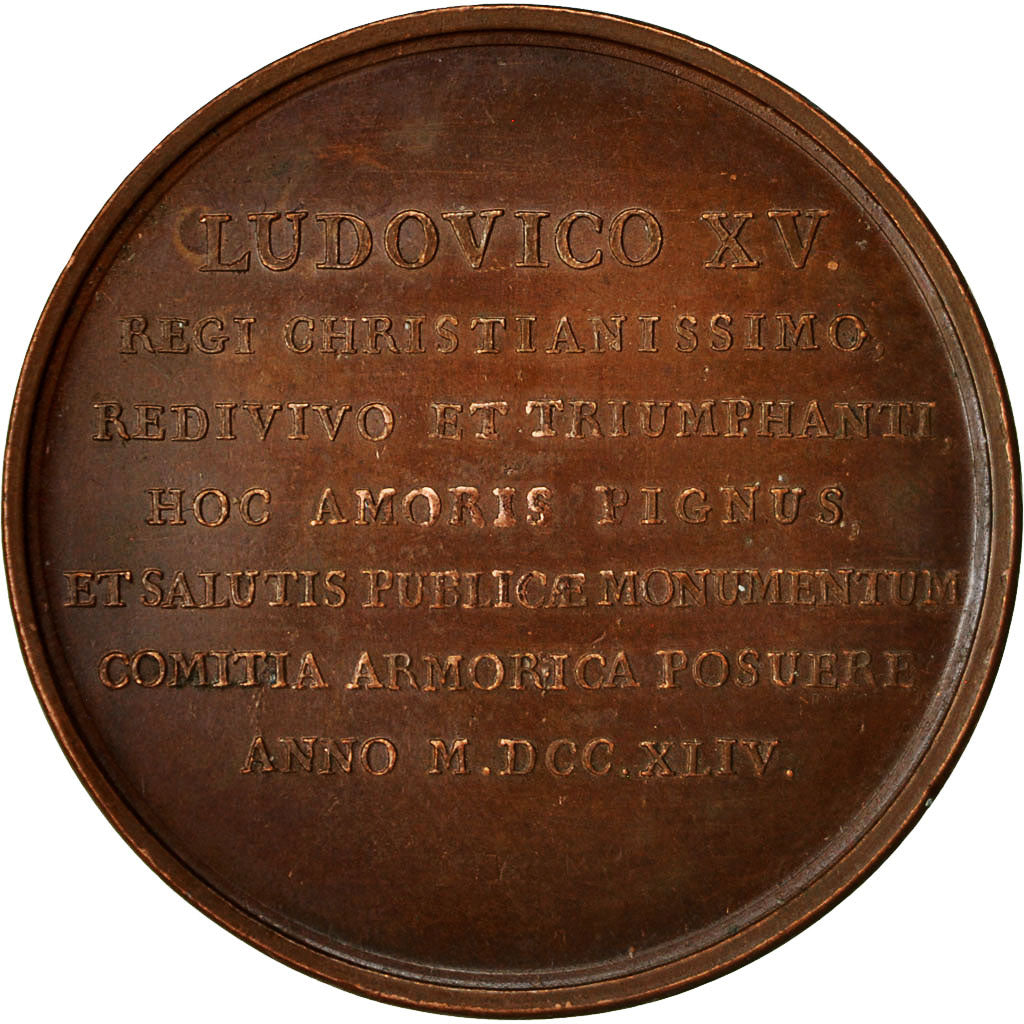 LUDOVICO XV.
REGI CHRISTIANISSIMO,
REDIVIVO ET TRIUMPHANTI,
HOC AMORIS PIGNUS
ET SALUTIS PUBLICÆ MONUMENTUM
COMITIA ARMORICA POSUERE
ANNO M.DCC.XLIV.